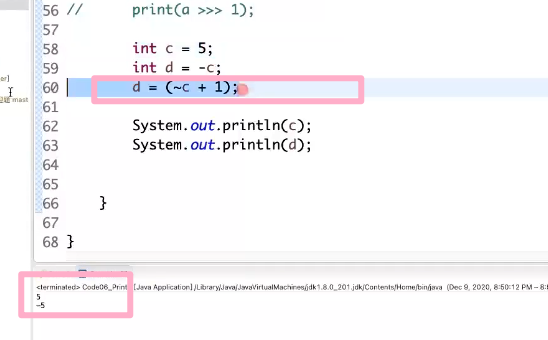 56 //      print(a >>> 1);
57
58         int c = 5;
59         int d = -c;
60         d = (~c + 1);
61
62         System.out.println(c);
63         System.out.println(d);
64
65
66     }
67
68 }
er]
mast
<terminated> Code06_Print [Java Application] /Library/Java/JavaVirtualMachines/jdk1.8.0_201.jdk/Contents/Home/bin/java (Dec 9, 2020, 8:50:12 PM – 8:
5
-5